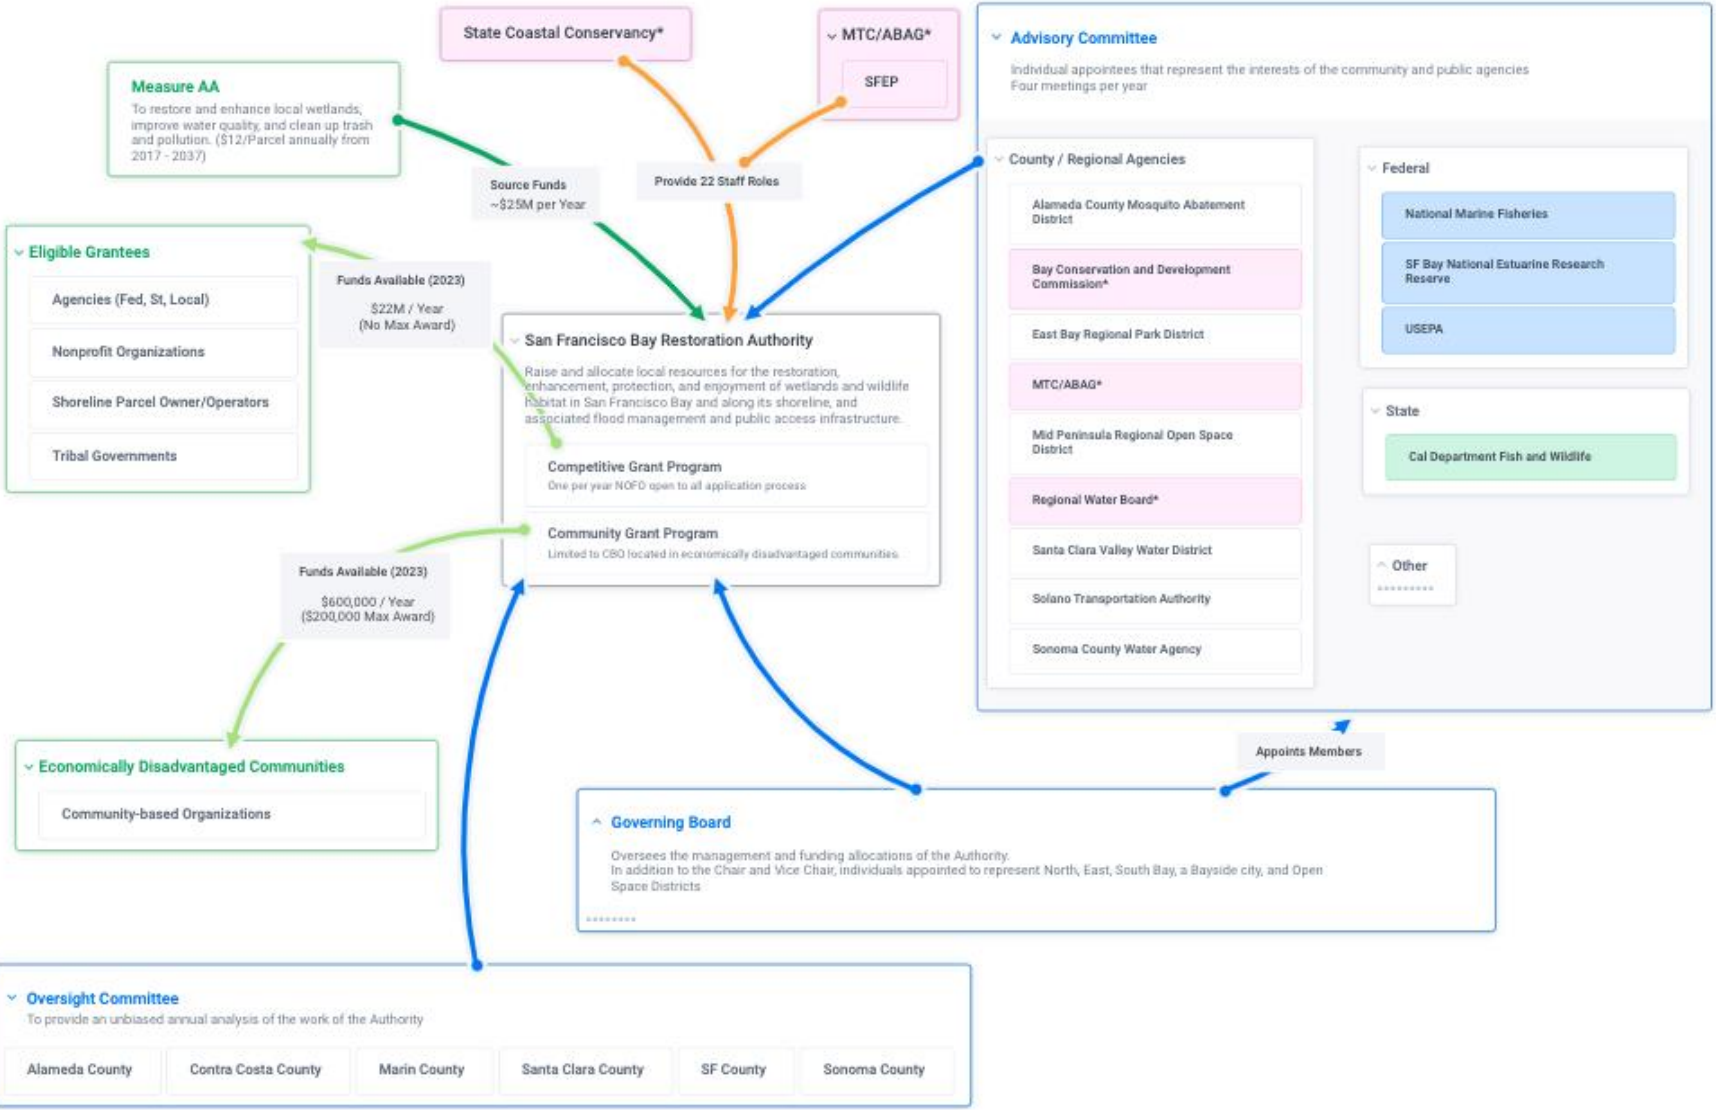 State Coastal Conservancy*
MTC/ABAG*
SFEP
Measure AA
To restore and enhance local wetlands,
improve water quality, and clean up trash
and pollution. ($12/Parcel annually from
2017 - 2037)
Source Funds
~$25M per Year
Provide 22 Staff Roles
Eligible Grantees
Agencies (Fed, St, Local)
Nonprofit Organizations
Shoreline Parcel Owner/Operators
Tribal Governments
Funds Available (2023)
$22M / Year
(No Max Award)
San Francisco Bay Restoration Authority
Raise and allocate local resources for the restoration,
enhancement, protection, and enjoyment of wetlands and wildlife
habitat in San Francisco Bay and along its shoreline, and
associated flood management and public access infrastructure.
Competitive Grant Program
One per year NOFO open to all application process
Community Grant Program
Limited to CBO located in economically disadvantaged communities
Funds Available (2023)
$600,000 / Year
($200,000 Max Award)
Economically Disadvantaged Communities
Community-based Organizations
Advisory Committee
Individual appointees that represent the interests of the community and public agencies
Four meetings per year
County / Regional Agencies
Alameda County Mosquito Abatement
District
Bay Conservation and Development
Commission*
East Bay Regional Park District
MTC/ABAG*
Mid Peninsula Regional Open Space
District
Regional Water Board*
Santa Clara Valley Water District
Solano Transportation Authority
Sonoma County Water Agency
Federal
National Marine Fisheries
SF Bay National Estuarine Research
Reserve
USEPA
State
Cal Department Fish and Wildlife
Other
Appoints Members
Governing Board
Oversees the management and funding allocations of the Authority.
In addition to the Chair and Vice Chair, individuals appointed to represent North, East, South Bay, a Bayside city, and Open
Space Districts
Oversight Committee
To provide an unbiased annual analysis of the work of the Authority
Alameda County
Contra Costa County
Marin County
Santa Clara County
SF County
Sonoma County